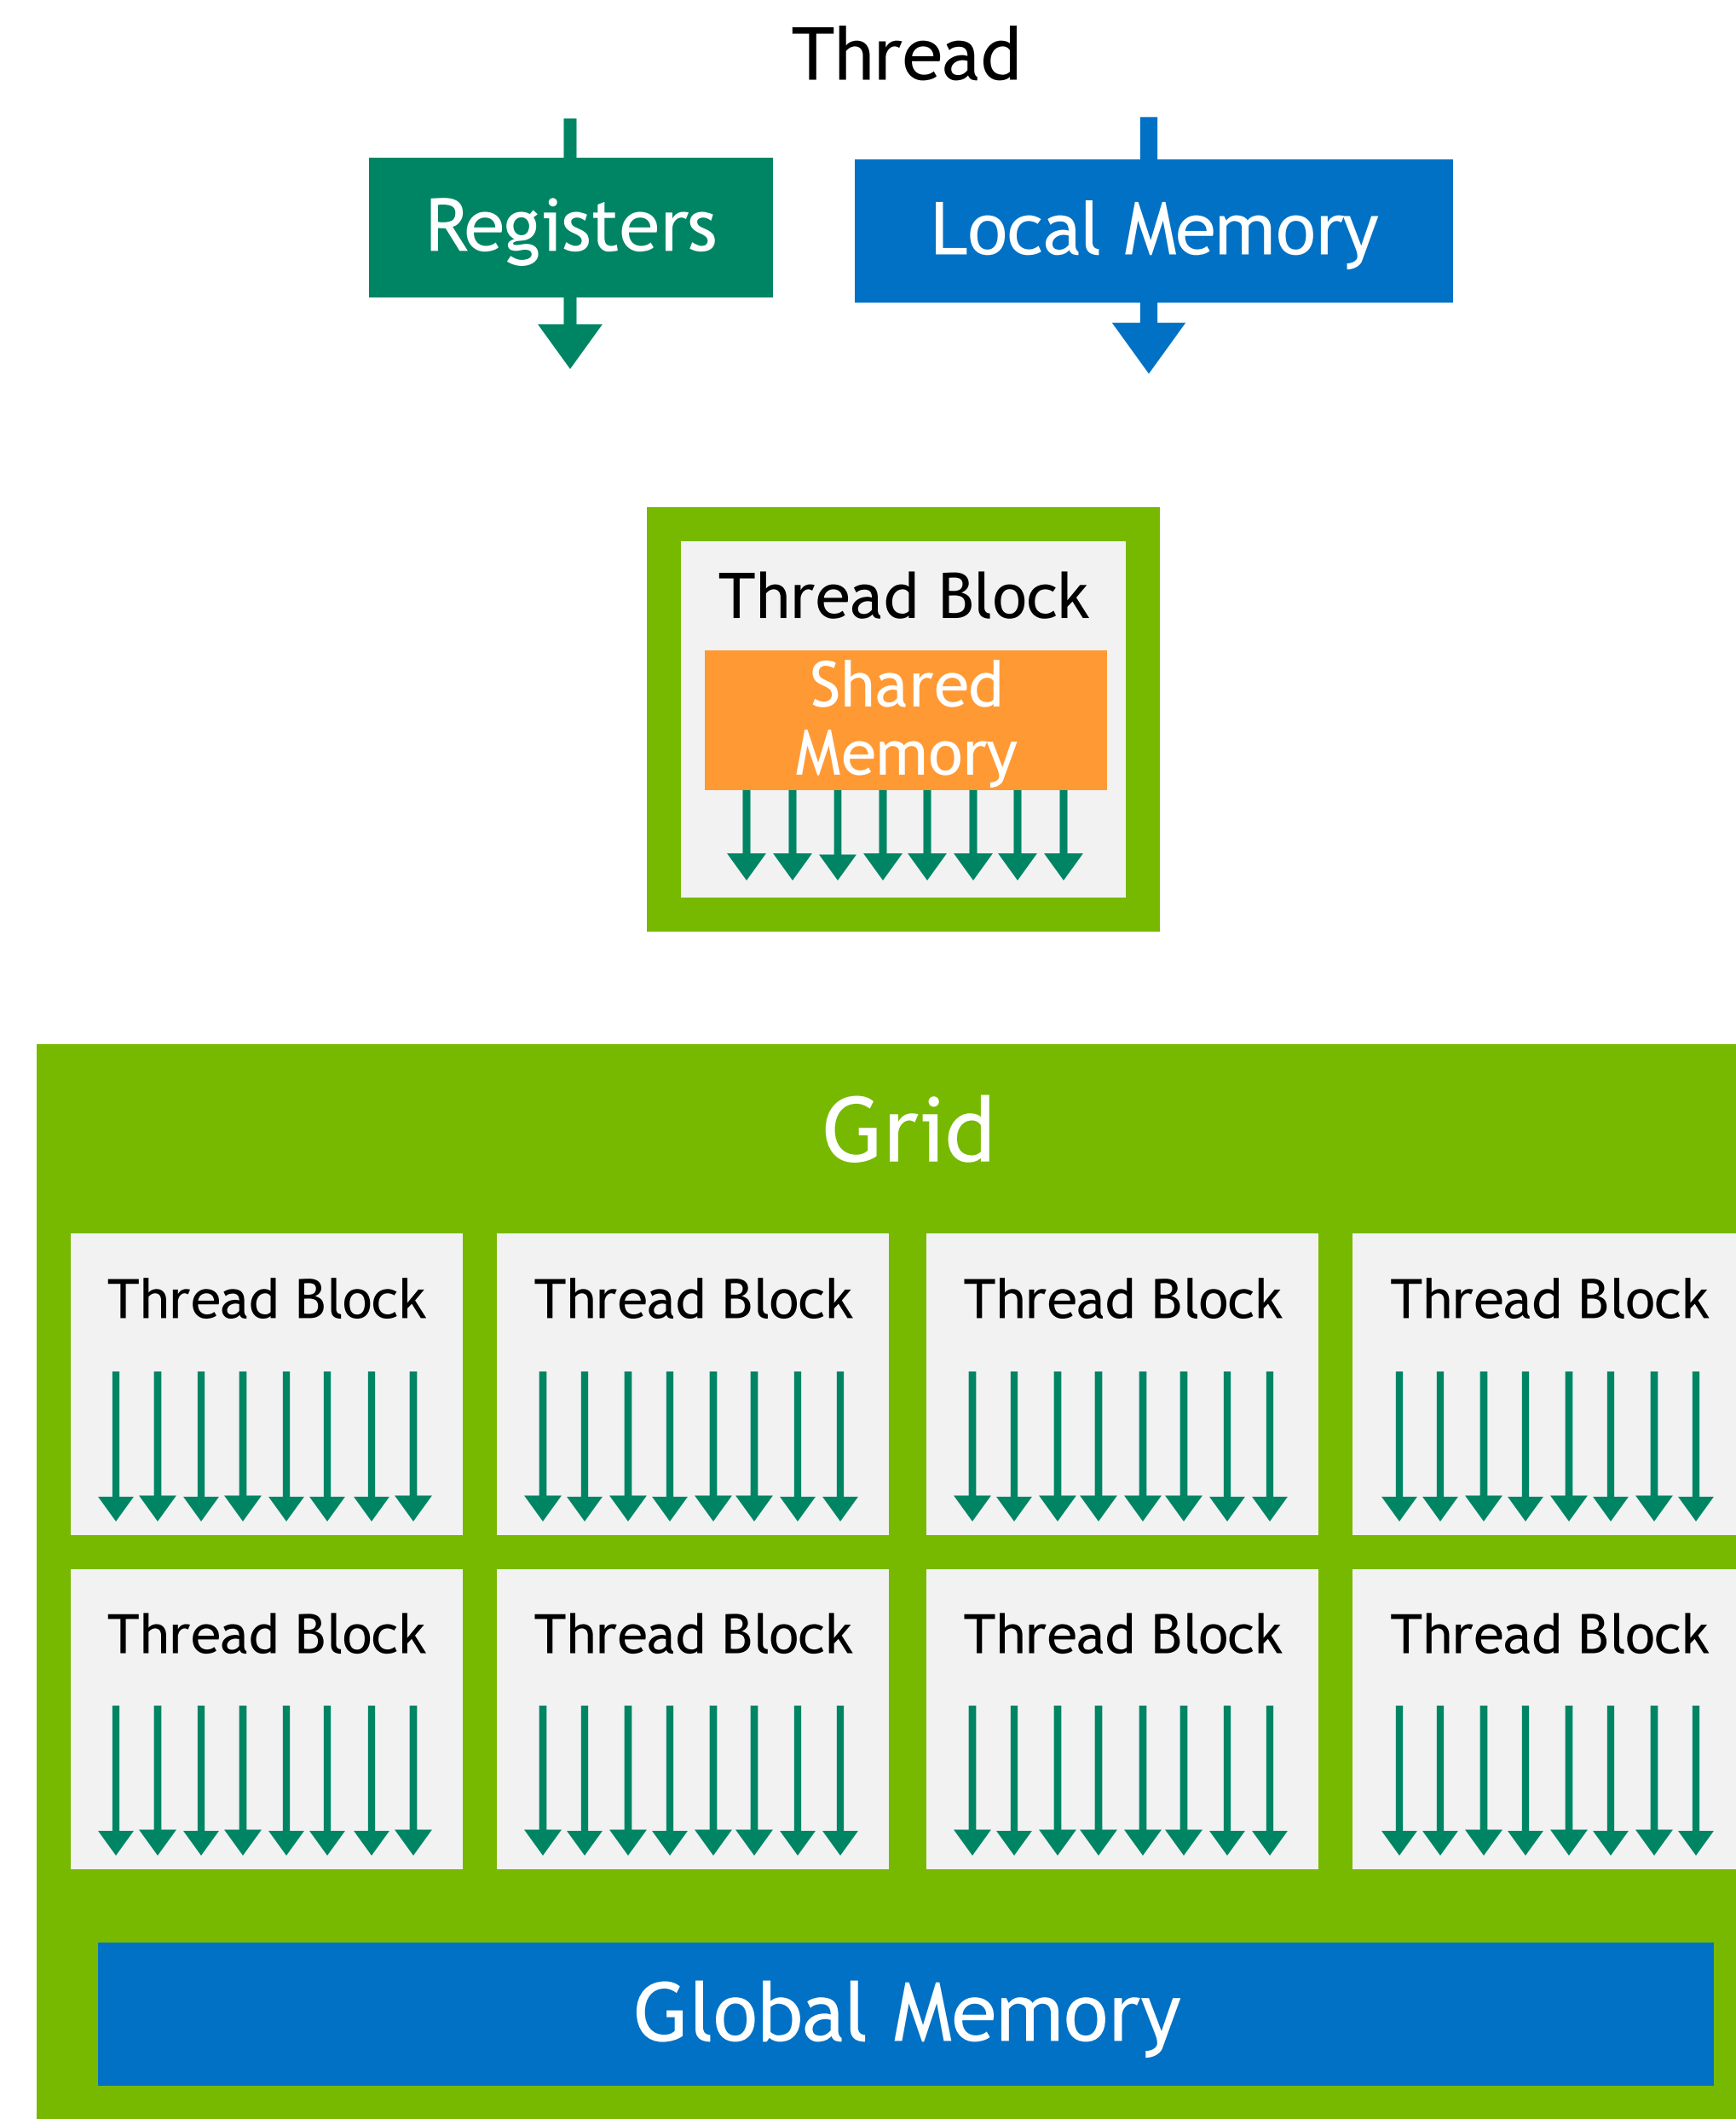 Thread
Registers
Local Memory
Thread Block
Shared
Memory
Grid
Thread Block
Thread Block
Thread Block
Thread Block
Thread Block
Thread Block
Thread Block
Thread Block
Global Memory